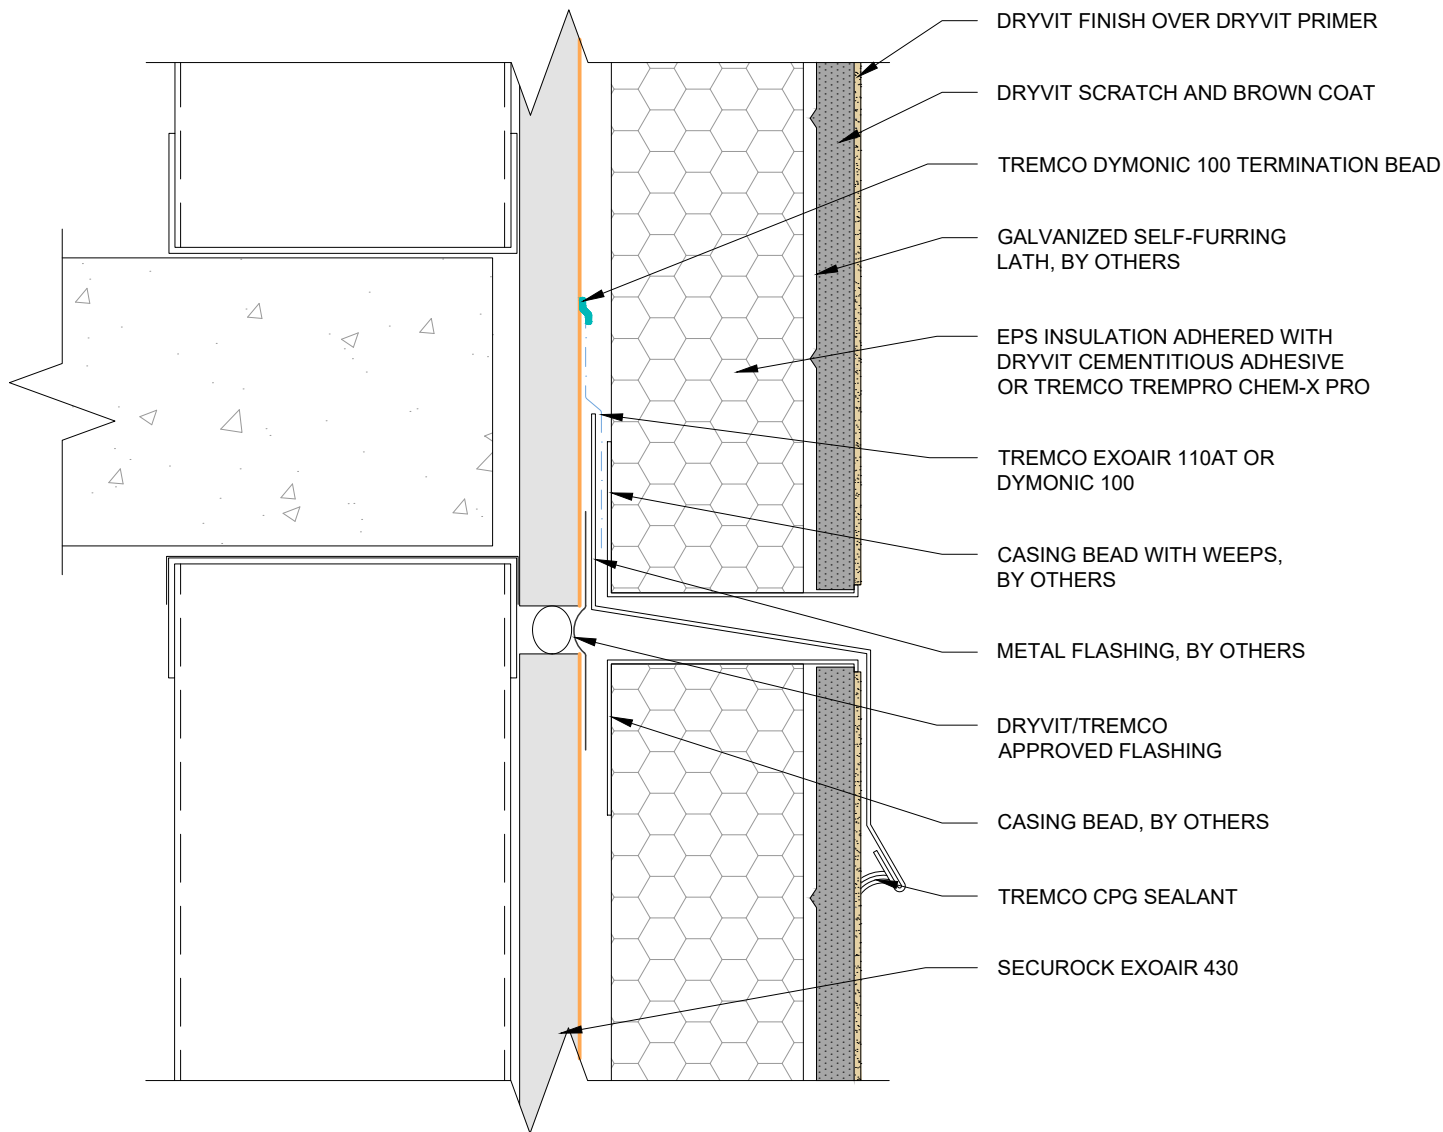 DRYVIT FINISH OVER DRYVIT PRIMER
DRYVIT SCRATCH AND BROWN COAT
TREMCO DYMONIC 100 TERMINATION BEAD
GALVANIZED SELF-FURRING
LATH, BY OTHERS
EPS INSULATION ADHERED WITH
DRYVIT CEMENTITIOUS ADHESIVE
OR TREMCO TREMPRO CHEM-X PRO
TREMCO EXOAIR 110AT OR
DYMONIC 100
CASING BEAD WITH WEEPS,
BY OTHERS
METAL FLASHING, BY OTHERS
DRYVIT/TREMCO
APPROVED FLASHING
CASING BEAD, BY OTHERS
TREMCO CPG SEALANT
SECUROCK EXOAIR 430